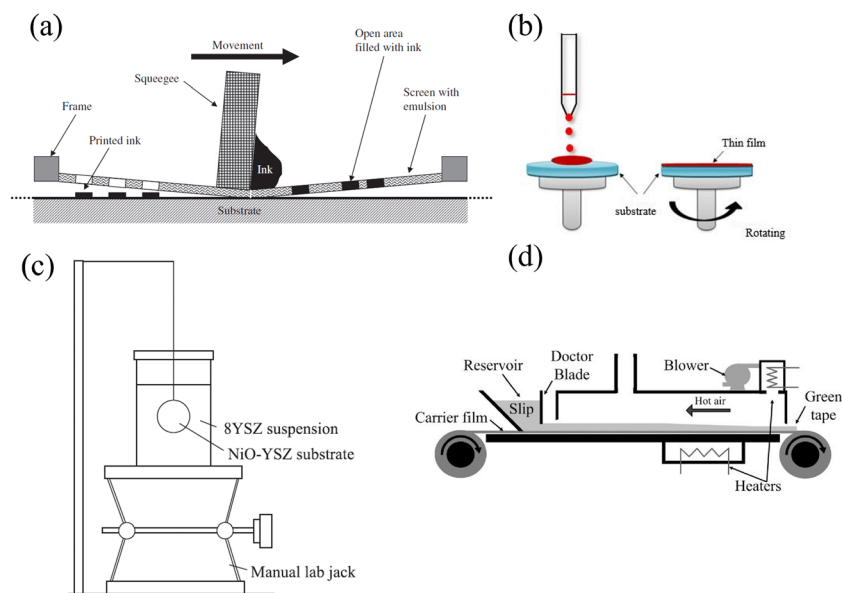 (a)
Movement
Open area
filled with ink
Squeegee
Screen with
emulsion
Frame
Printed ink
Ink
Substrate
(b)
Thin film
substrate
Rotating
(c)
8YSZ suspension
NiO-YSZ substrate
Manual lab jack
(d)
Reservoir
Doctor
Blade
Blower
Hot air
Green
tape
Slip
Carrier film
Heaters